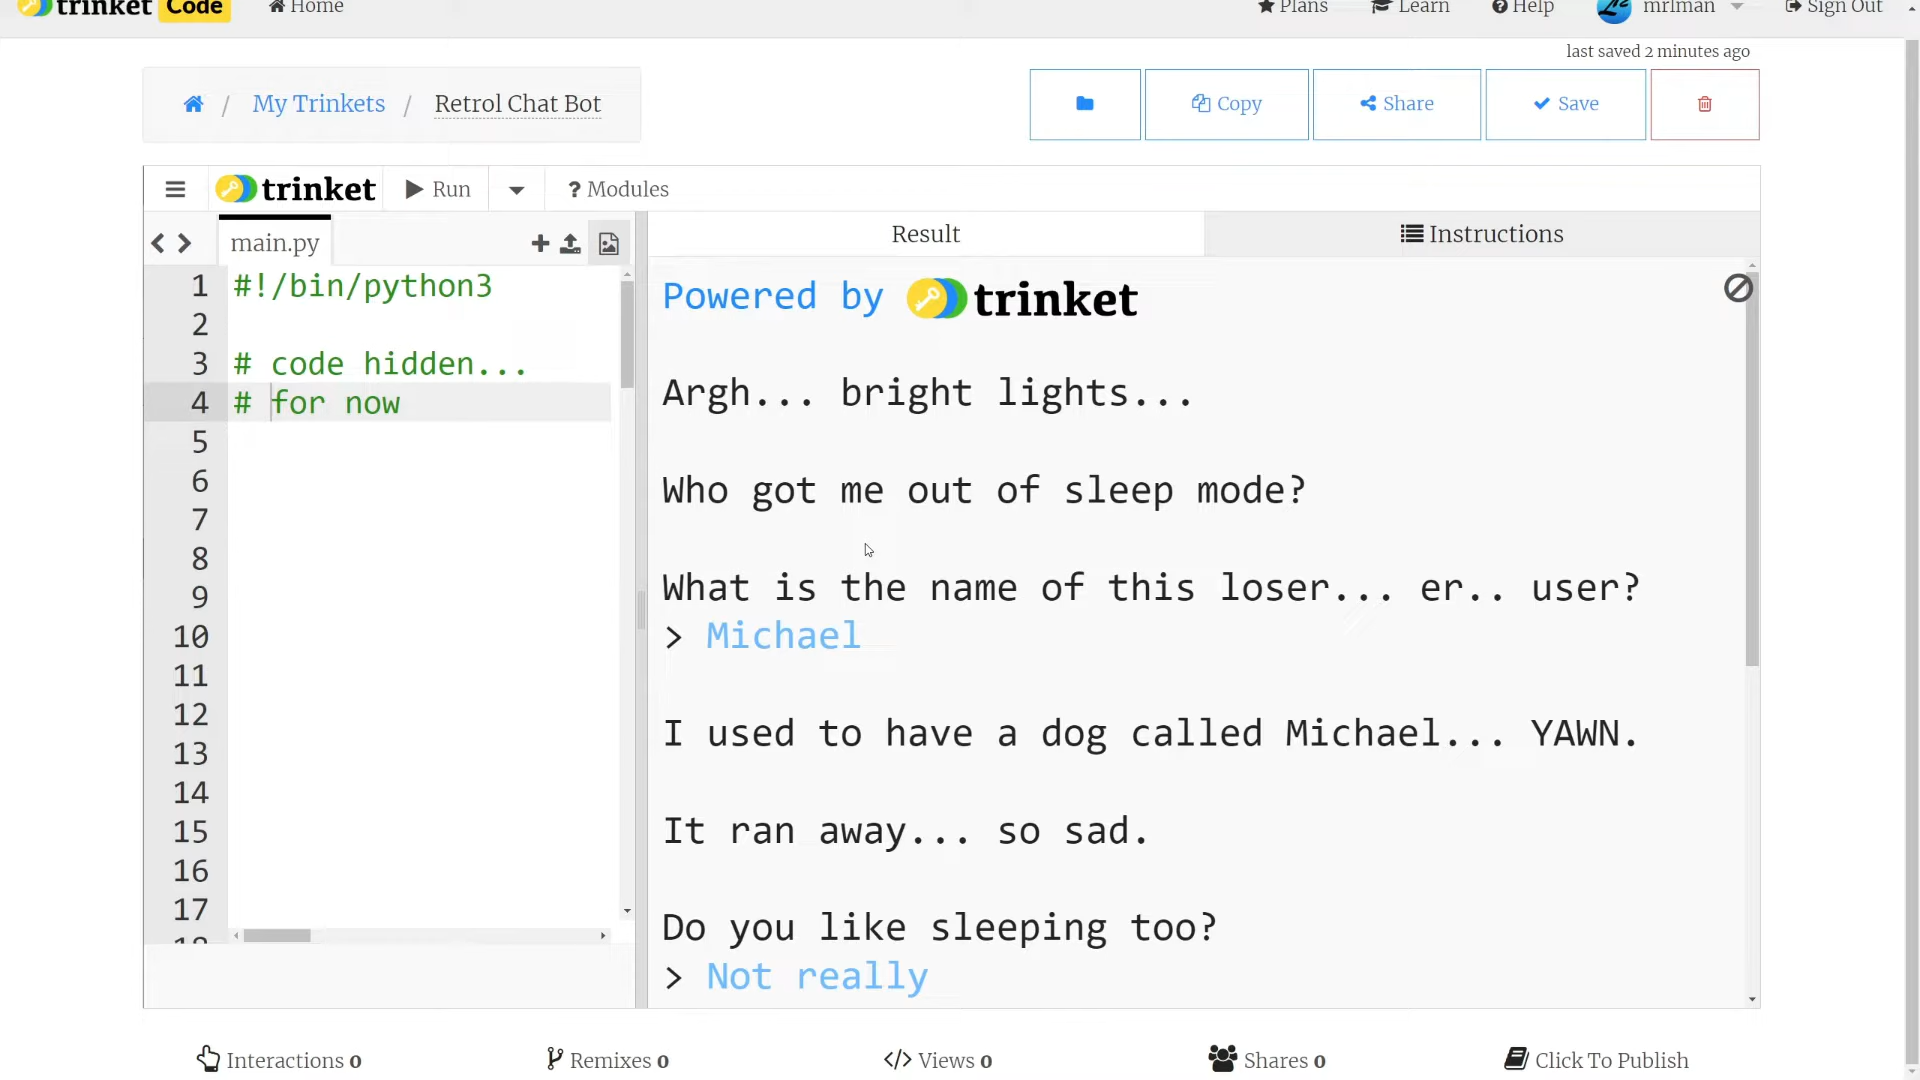 trinket Code Home Plans Learn Help mrlman Sign Out
last saved 2 minutes ago
/ My Trinkets / Retrol Chat Bot Copy Share Save
trinket Run ? Modules
main.py Result Instructions
1 #!/bin/python3
2
3 # code hidden...
4 # for now
5
6
7
8
9
10
11
12
13
14
15
16
17
18
Powered by trinket
Argh... bright lights...
Who got me out of sleep mode?
What is the name of this loser... er.. user?
> Michael
I used to have a dog called Michael... YAWN.
It ran away... so sad.
Do you like sleeping too?
> Not really
Interactions 0 Remixes 0 </> Views 0 Shares 0 Click To Publish